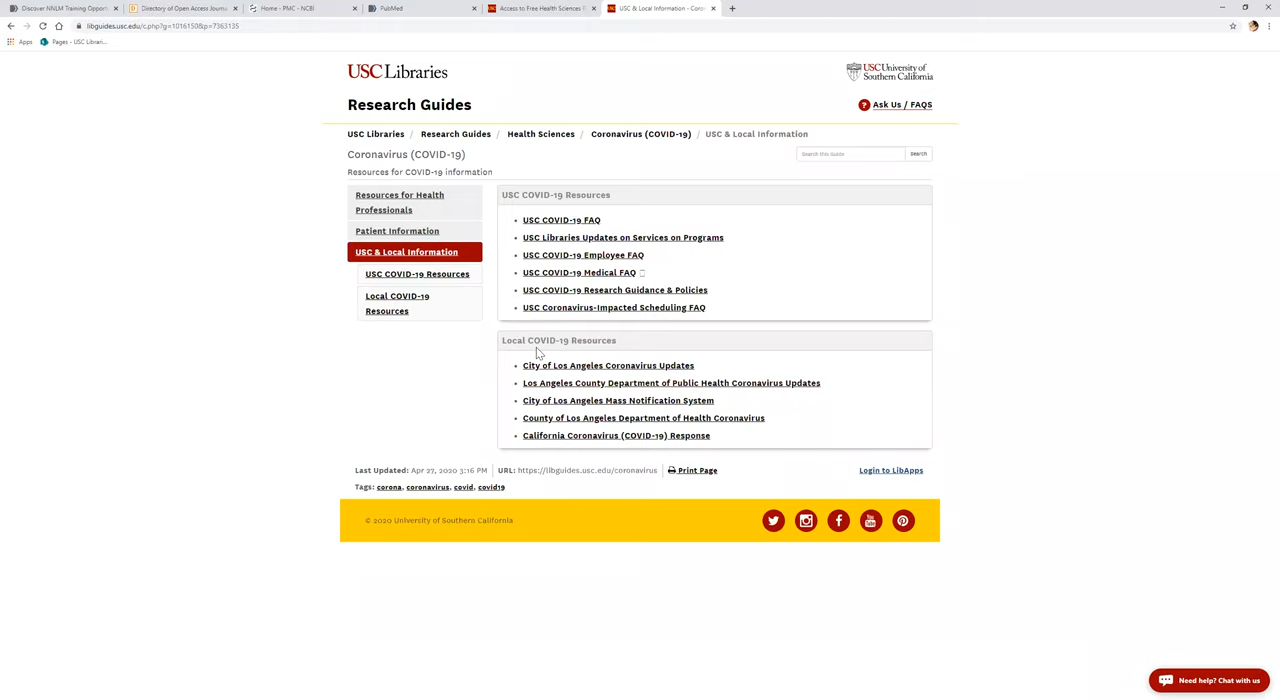 Discover NNLM Training Opport
Directory of Open Access Journa
Home - PMC - NCBI
PubMed
Access to Free Health Sciences R
USC & Local Information - Coro
libguides.usc.edu/c.php?g=1016150&p=7363135
Apps
Pages - USC Librari...
USC Libraries
USC University of
Southern California
Research Guides
? Ask Us / FAQS
USC Libraries / Research Guides / Health Sciences / Coronavirus (COVID-19) / USC & Local Information
Coronavirus (COVID-19)
Search this Guide
Search
Resources for COVID-19 information
Resources for Health
Professionals
Patient Information
USC & Local Information
USC COVID-19 Resources
Local COVID-19
Resources
USC COVID-19 Resources
• USC COVID-19 FAQ
• USC Libraries Updates on Services on Programs
• USC COVID-19 Employee FAQ
• USC COVID-19 Medical FAQ
• USC COVID-19 Research Guidance & Policies
• USC Coronavirus-Impacted Scheduling FAQ
Local COVID-19 Resources
• City of Los Angeles Coronavirus Updates
• Los Angeles County Department of Public Health Coronavirus Updates
• City of Los Angeles Mass Notification System
• County of Los Angeles Department of Health Coronavirus
• California Coronavirus (COVID-19) Response
Last Updated: Apr 27, 2020 3:16 PM
URL: https://libguides.usc.edu/coronavirus
Print Page
Login to LibApps
Tags: corona, coronavirus, covid, covid19
© 2020 University of Southern California
You
Tube
Need help? Chat with us